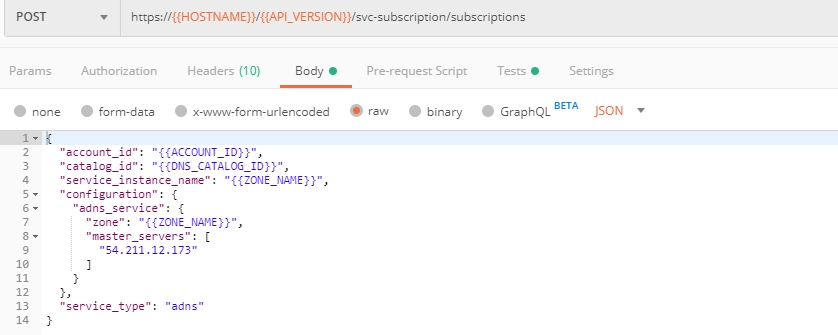 POST https://{{HOSTNAME}}/{{API_VERSION}}/svc-subscription/subscriptions
Params Authorization Headers (10) Body Pre-request Script Tests Settings
none form-data x-www-form-urlencoded raw binary GraphQL BETA JSON
1 {
2 "account_id": "{{ACCOUNT_ID}}",
3 "catalog_id": "{{DNS_CATALOG_ID}}",
4 "service_instance_name": "{{ZONE_NAME}}",
5 "configuration": {
6 "adns_service": {
7 "zone": "{{ZONE_NAME}}",
8 "master_servers": [
9 "54.211.12.173"
10 ]
11 }
12 },
13 "service_type": "adns"
14 }